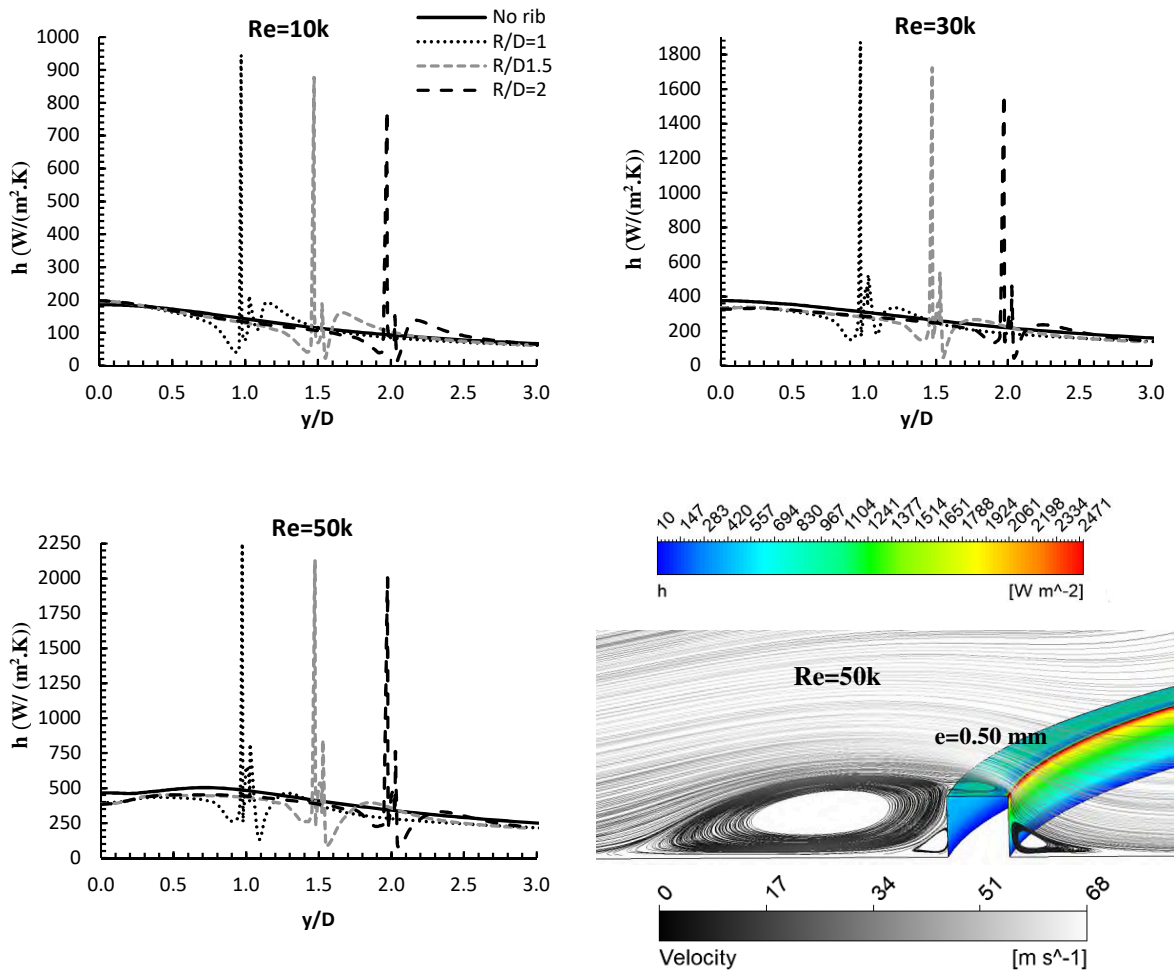 Re=10k
No rib
R/D=1
R/D1.5
R/D=2
1000
900
800
700
600
500
400
300
200
100
0
h (W/(m².K))
0.0 0.5 1.0 1.5 2.0 2.5 3.0
y/D
Re=30k
1800
1600
1400
1200
1000
800
600
400
200
0
h (W/(m².K))
0.0 0.5 1.0 1.5 2.0 2.5 3.0
y/D
Re=50k
2250
2000
1750
1500
1250
1000
750
500
250
0
h (W/ (m².K))
0.0 0.5 1.0 1.5 2.0 2.5 3.0
y/D
10 147 283 420 557 694 830 967 1104 1241 1377 1514 1651 1788 1924 2061 2198 2334 2471
h [W m^-2]
Re=50k
e=0.50 mm
0 17 34 51 68
Velocity [m s^-1]